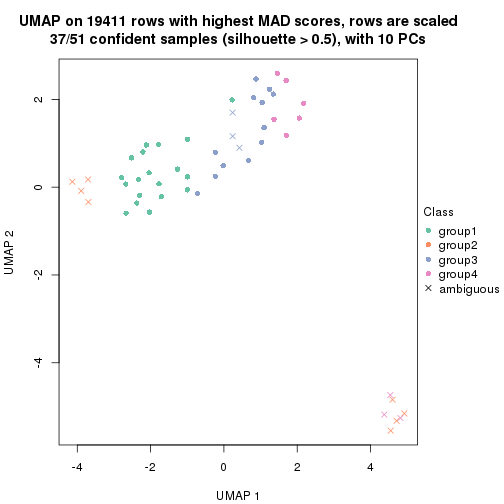 UMAP on 19411 rows with highest MAD scores, rows are scaled
37/51 confident samples (silhouette > 0.5), with 10 PCs
2
0
-2
-4
UMAP 2
-4
-2
0
2
4
UMAP 1
Class
group1
group2
group3
group4
ambiguous